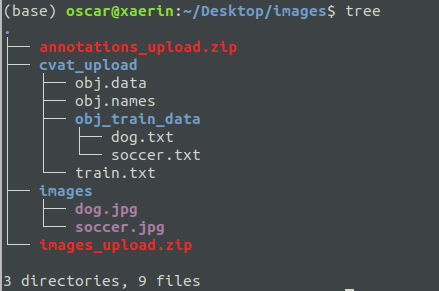 (base) oscar@xaerin:~/Desktop/images$ tree
.
├── annotations_upload.zip
├── cvat_upload
│   ├── obj.data
│   ├── obj.names
│   ├── obj_train_data
│   │   ├── dog.txt
│   │   └── soccer.txt
│   └── train.txt
├── images
│   ├── dog.jpg
│   └── soccer.jpg
└── images_upload.zip
3 directories, 9 files